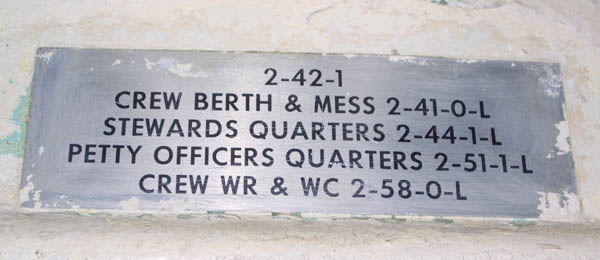 2-42-1
CREW BERTH & MESS 2-41-0-L
STEWARDS QUARTERS 2-44-1-L
PETTY OFFICERS QUARTERS 2-51-1-L
CREW WR & WC 2-58-0-L